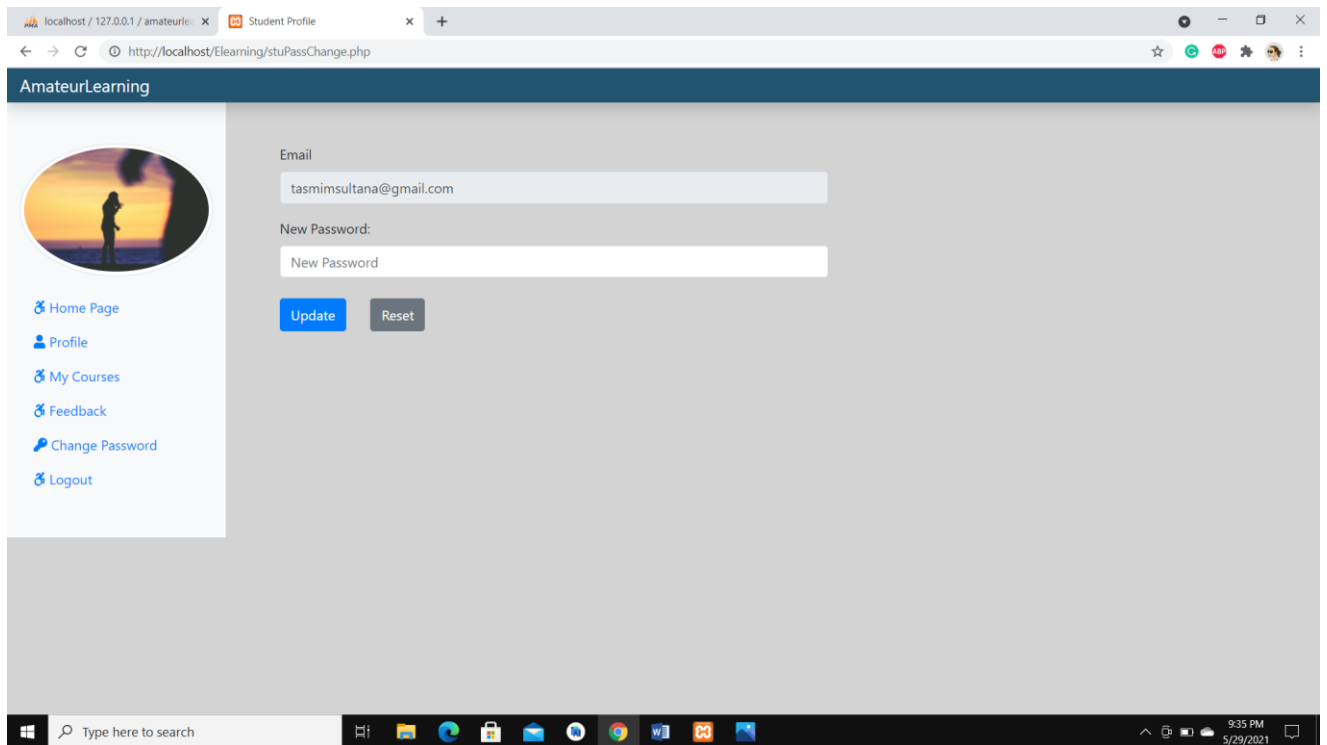 localhost / 127.0.0.1 / amateurlea
Student Profile
http://localhost/Elearning/stuPassChange.php
ABP
AmateurLearning
Email
tasmimsultana@gmail.com
New Password:
New Password
Update
Reset
Home Page
Profile
My Courses
Feedback
Change Password
Logout
Type here to search
9:35 PM
5/29/2021